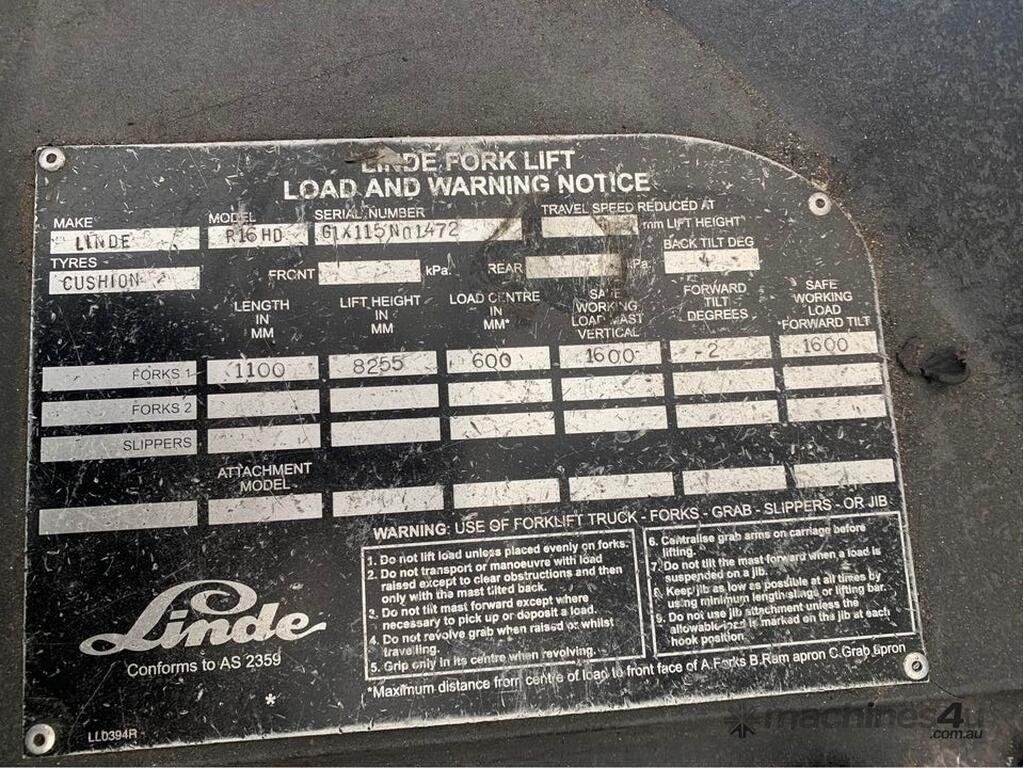 LINDE FORK LIFT
LOAD AND WARNING NOTICE
MAKE LINDE
MODEL R16HD
SERIAL NUMBER G1X115N01472
TRAVEL SPEED REDUCED AT
mm LIFT HEIGHT
TYRES CUSHION
FRONT kPa
REAR kPa
BACK TILT DEG 4
LENGTH IN MM
LIFT HEIGHT IN MM
LOAD CENTRE IN MM*
SAFE WORKING LOAD MAST VERTICAL
FORWARD TILT DEGREES
SAFE WORKING LOAD *FORWARD TILT
FORKS 1 1100 8255 600 1600 2 1600
FORKS 2
SLIPPERS
ATTACHMENT MODEL
WARNING: USE OF FORKLIFT TRUCK - FORKS - GRAB - SLIPPERS - OR JIB
1. Do not lift load unless placed evenly on forks.
2. Do not transport or manoeuvre with load
raised except to clear obstructions and then
only with the mast tilted back.
3. Do not tilt mast forward except where
necessary to pick up or deposit a load.
4. Do not revolve grab when raised or whilst
travelling.
5. Grip only in its centre when revolving.
6. Centralise grab arms on carriage before
lifting.
7. Do not tilt the mast forward when a load is
suspended on a jib.
8. Keep jib as low as possible at all times by
using minimum length slings or lifting bar.
9. Do not use jib attachment unless the
allowable load is marked on the jib at each
hook position
*Maximum distance from centre of load to front face of A.Forks B.Ram apron C.Grab apron
Linde
Conforms to AS 2359
*
LL0394R
machines4u
.com.au